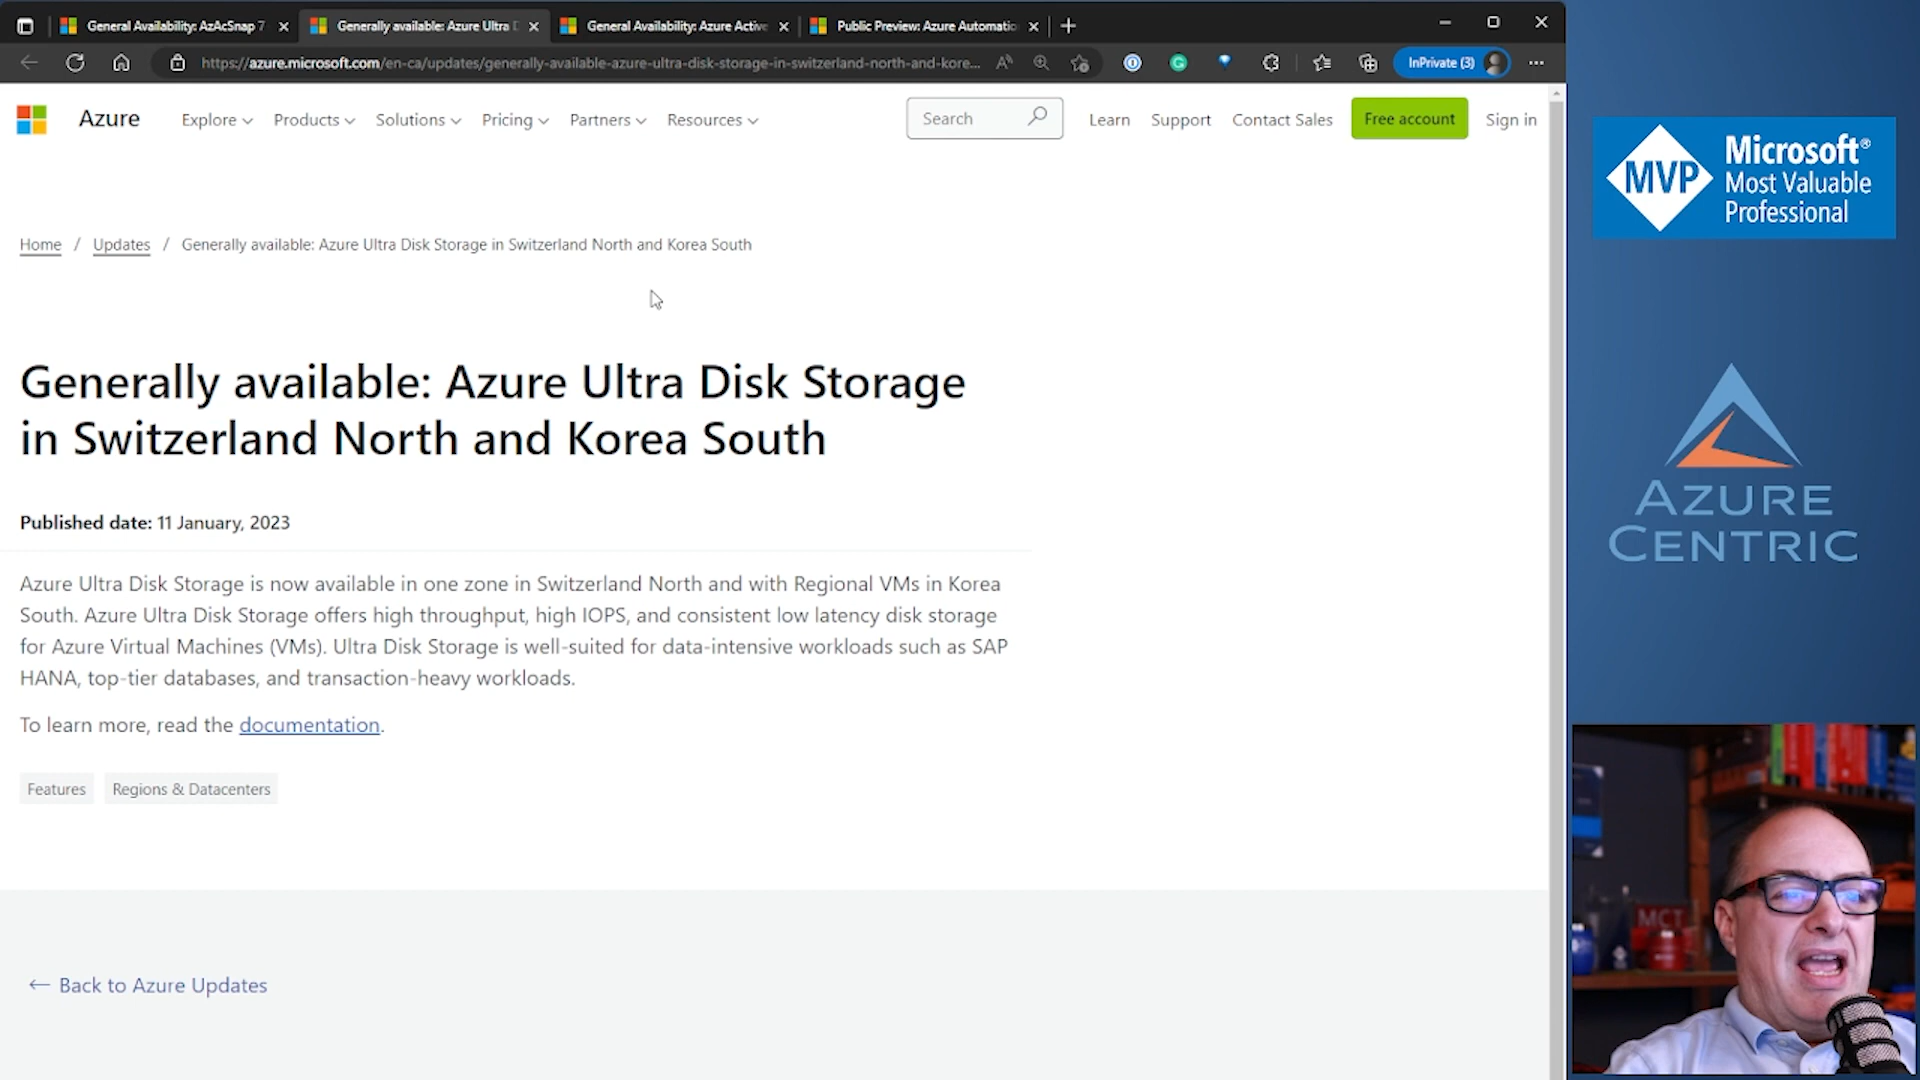 General Availability: AzAcSnap 7
Generally available: Azure Ultra D
General Availability: Azure Active
Public Preview: Azure Automatio
https://azure.microsoft.com/en-ca/updates/generally-available-azure-ultra-disk-storage-in-switzerland-north-and-kore...
InPrivate (3)
Azure
Explore
Products
Solutions
Pricing
Partners
Resources
Search
Learn
Support
Contact Sales
Free account
Sign in
Home / Updates / Generally available: Azure Ultra Disk Storage in Switzerland North and Korea South
Generally available: Azure Ultra Disk Storage
in Switzerland North and Korea South
Published date: 11 January, 2023
Azure Ultra Disk Storage is now available in one zone in Switzerland North and with Regional VMs in Korea
South. Azure Ultra Disk Storage offers high throughput, high IOPS, and consistent low latency disk storage
for Azure Virtual Machines (VMs). Ultra Disk Storage is well-suited for data-intensive workloads such as SAP
HANA, top-tier databases, and transaction-heavy workloads.
To learn more, read the documentation.
Features
Regions & Datacenters
← Back to Azure Updates
MVP
Microsoft®
Most Valuable
Professional
AZURE
CENTRIC
MCT